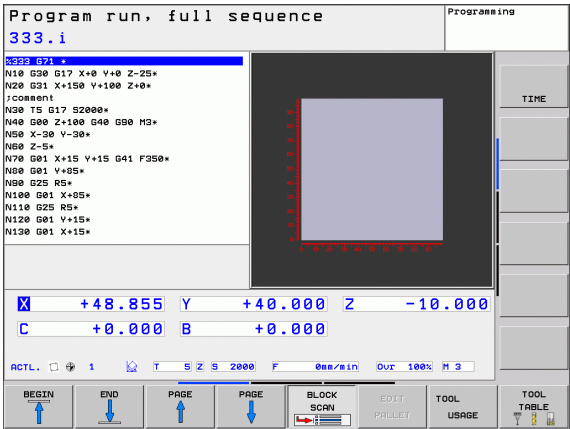 Program run, full sequence
Programming
333.i
%333 G71 *
N10 G30 G17 X+0 Y+0 Z-25*
N20 G31 X+150 Y+100 Z+0*
;comment
N30 T5 G17 S2000*
N40 G00 Z+100 G40 G90 M3*
N50 X-30 Y-30*
N60 Z-5*
N70 G01 X+15 Y+15 G41 F350*
N80 G01 Y+85*
N90 G25 R5*
N100 G01 X+85*
N110 G25 R5*
N120 G01 Y+15*
N130 G01 X+15*
TIME
X +48.855 Y +40.000 Z -10.000
C +0.000 B +0.000
ACTL. 1 T 5 Z S 2000 F 0mm/min Ovr 100% M 3
BEGIN
END
PAGE
PAGE
BLOCK
SCAN
EDIT
PALLET
TOOL
USAGE
TOOL
TABLE